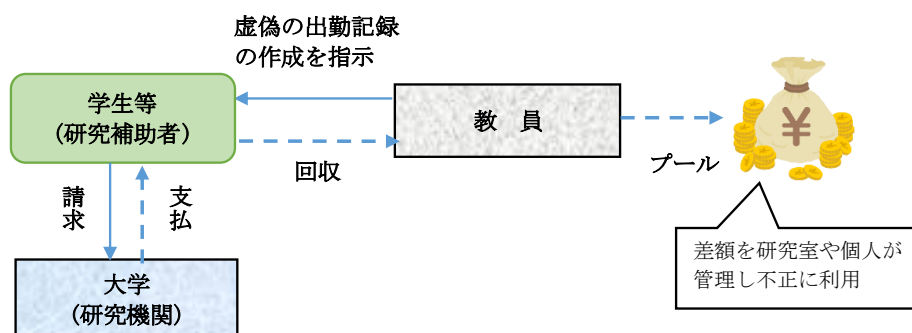 虚偽の出勤記録
の作成を指示
学生等
(研究補助者)
教　員
回収
プール
¥
請求
支払
大学
(研究機関)
差額を研究室や個人が
管理し不正に利用